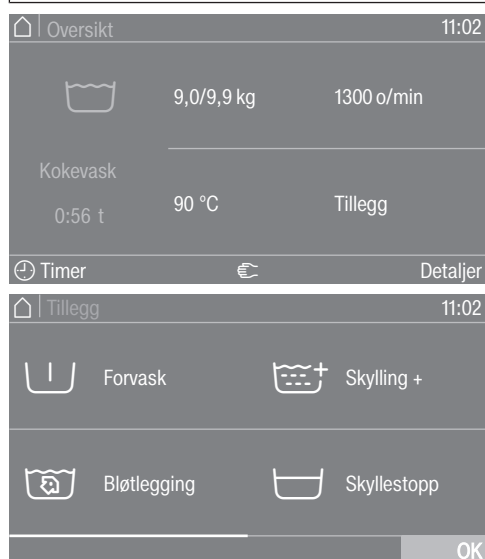 Oversikt 11:02
9,0/9,9 kg 1300 o/min
Kokevask
0:56 t
90 °C Tillegg
Timer Detaljer
Tillegg 11:02
Forvask Skylling +
Bløtlegging Skyllestopp
OK